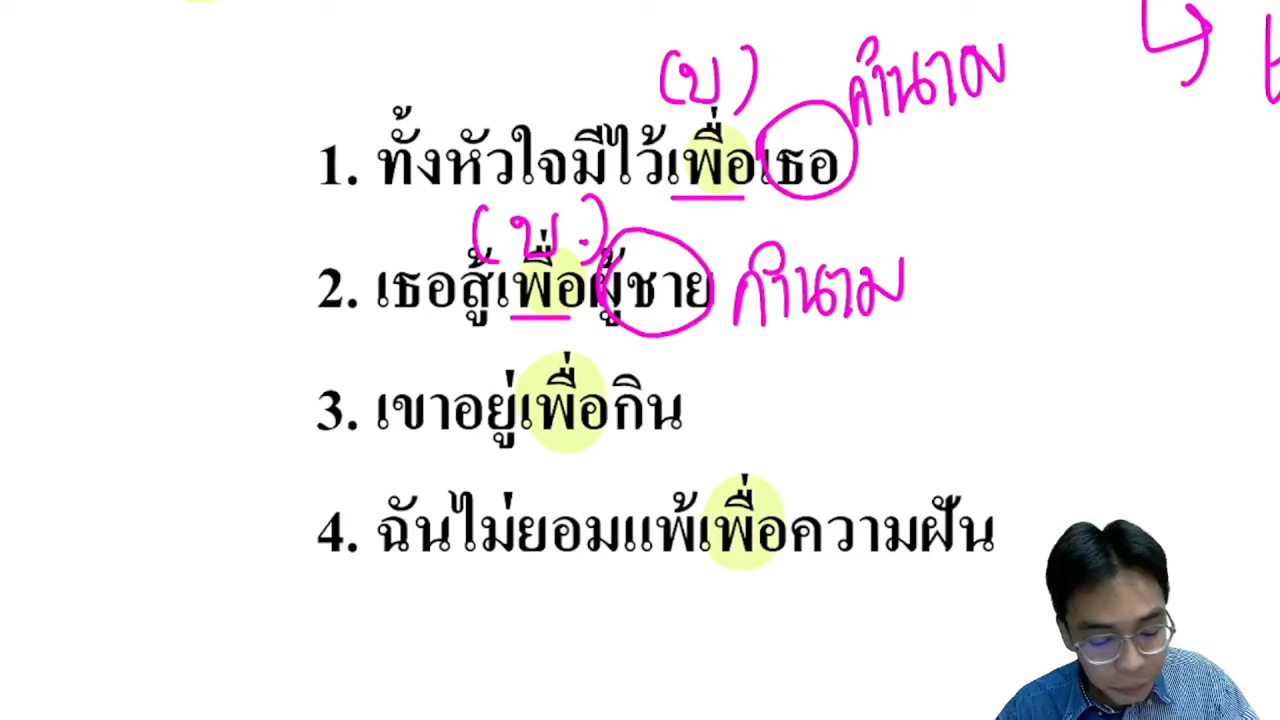 (บ) คำนาม
1. ทั้งหัวใจมีไว้เพื่อเธอ
(บ.)
2. เธอสู้เพื่อผู้ชาย คำนาม
3. เขาอยู่เพื่อกิน
4. ฉันไม่ยอมแพ้เพื่อความฝัน